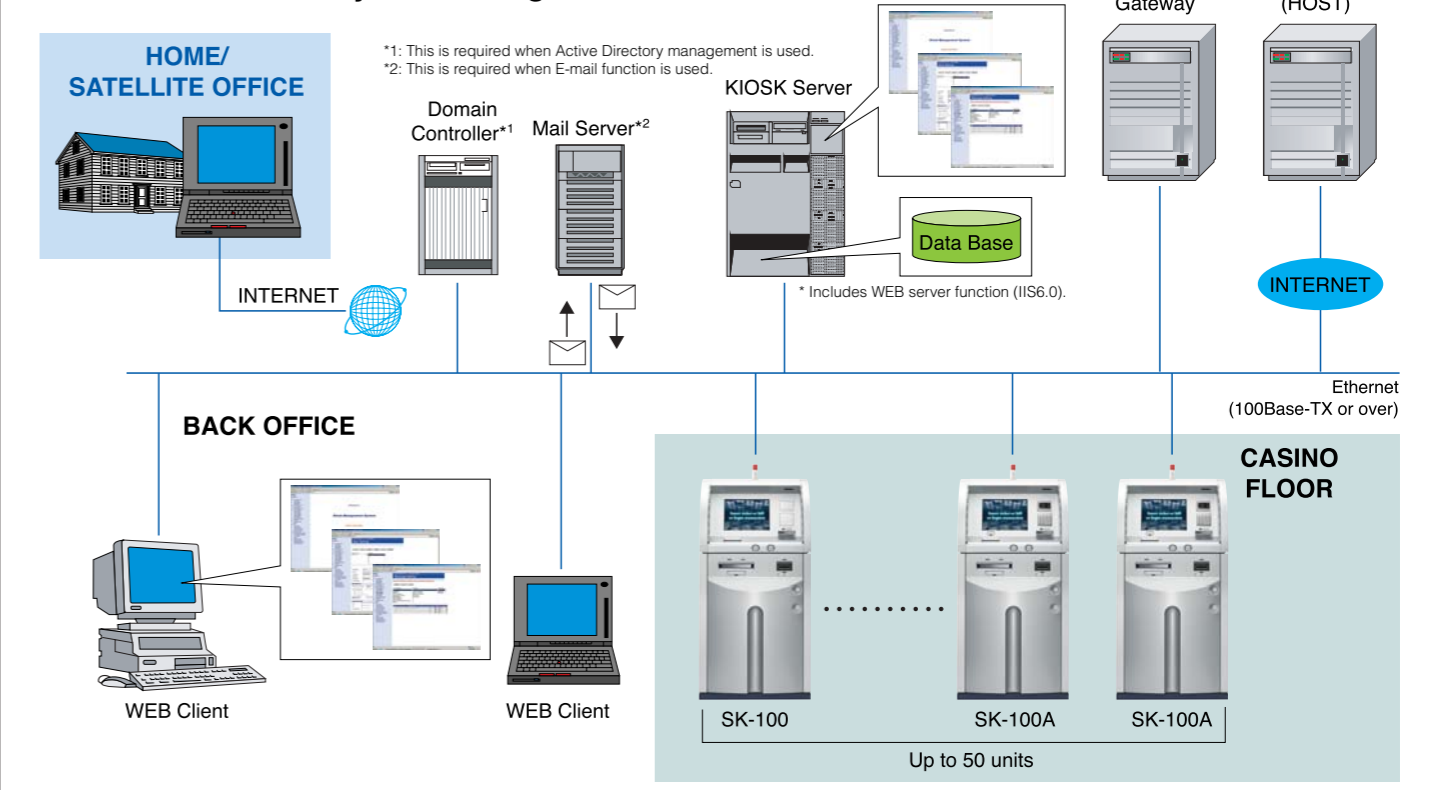 Gateway
(HOST)
HOME/
SATELLITE OFFICE
*1: This is required when Active Directory management is used.
*2: This is required when E-mail function is used.
Domain
Controller*1
Mail Server*2
KIOSK Server
Data Base
* Includes WEB server function (IIS6.0).
INTERNET
INTERNET
Ethernet
(100Base-TX or over)
BACK OFFICE
CASINO
FLOOR
WEB Client
WEB Client
SK-100
SK-100A
SK-100A
Up to 50 units